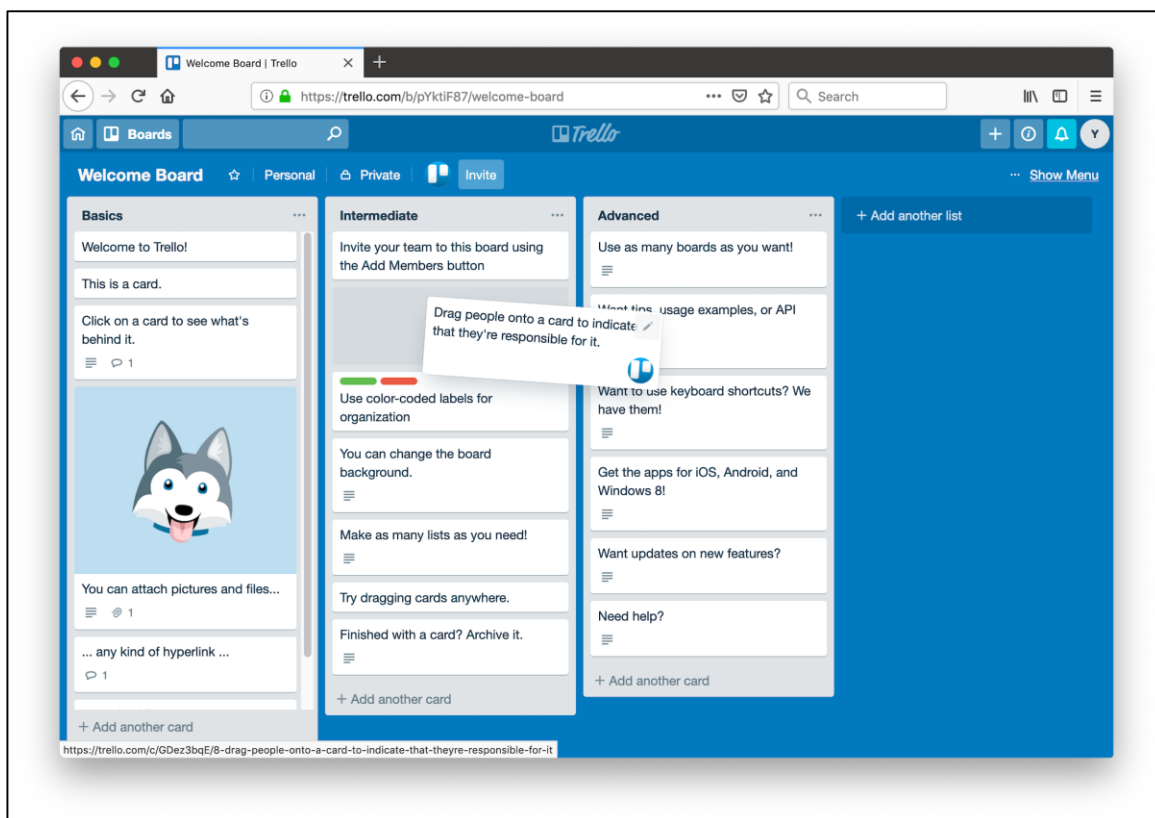 Welcome Board | Trello
https://trello.com/b/pYktiF87/welcome-board
Search
Boards
Trello
Y
Welcome Board
Personal
Private
Invite
... Show Menu
Basics
Welcome to Trello!
This is a card.
Click on a card to see what's
behind it.
1
You can attach pictures and files...
1
... any kind of hyperlink ...
1
+ Add another card
Intermediate
Invite your team to this board using
the Add Members button
Drag people onto a card to indicate
that they're responsible for it.
Use color-coded labels for
organization
You can change the board
background.
Make as many lists as you need!
Try dragging cards anywhere.
Finished with a card? Archive it.
+ Add another card
Advanced
Use as many boards as you want!
Want tips, usage examples, or API
Want to use keyboard shortcuts? We
have them!
Get the apps for iOS, Android, and
Windows 8!
Want updates on new features?
Need help?
+ Add another card
+ Add another list
https://trello.com/c/GDez3bqE/8-drag-people-onto-a-card-to-indicate-that-theyre-responsible-for-it